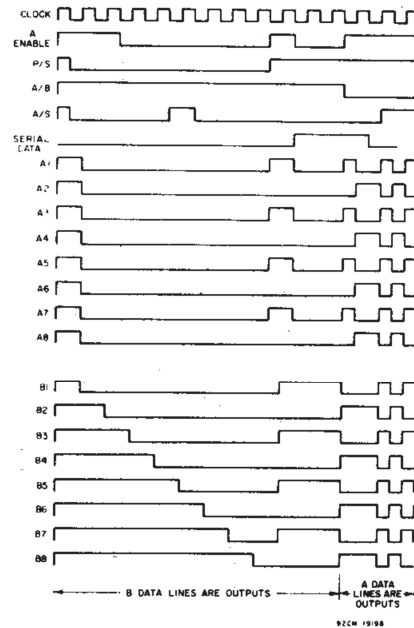 CLOCK
A
ENABLE
P/S
A/B
A/S
SERIAL
DATA
A1
A2
A3
A4
A5
A6
A7
A8
B1
B2
B3
B4
B5
B6
B7
B8
B DATA LINES ARE OUTPUTS
A DATA
LINES ARE
OUTPUTS
92CM 19198